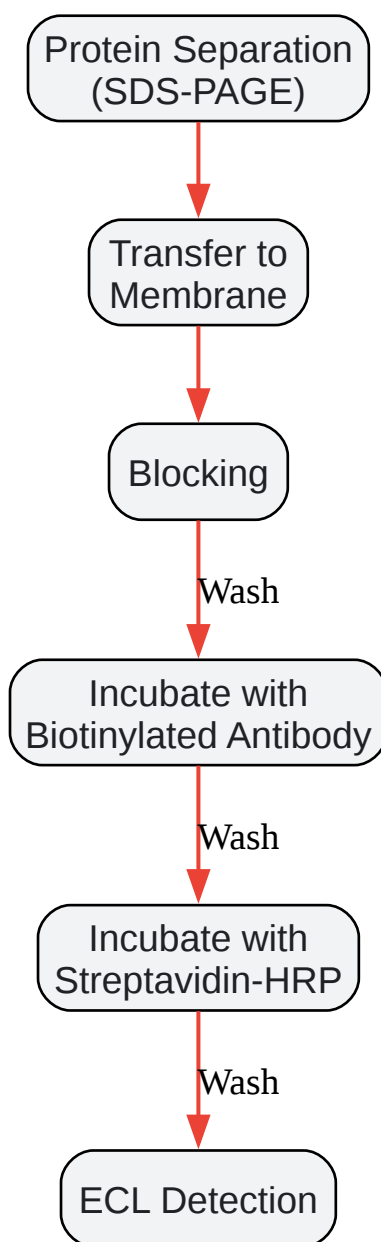 Protein Separation
(SDS-PAGE)
Transfer to
Membrane
Blocking
Wash
Incubate with
Biotinylated Antibody
Wash
Incubate with
Streptavidin-HRP
Wash
ECL Detection